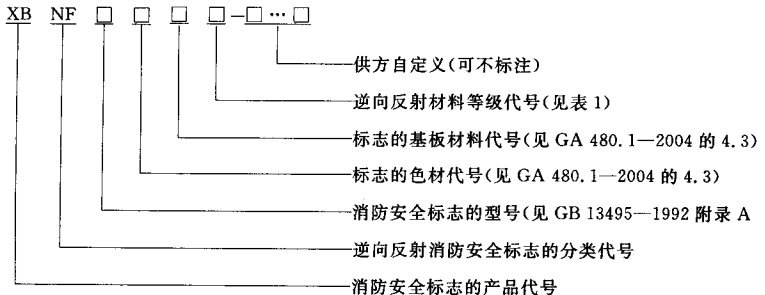 XB NF □ □ □ □-□…□
供方自定义(可不标注)
逆向反射材料等级代号(见表 1)
标志的基板材料代号(见 GA 480.1—2004 的 4.3)
标志的色材代号(见 GA 480.1—2004 的 4.3)
消防安全标志的型号(见 GB 13495—1992 附录 A
逆向反射消防安全标志的分类代号
消防安全标志的产品代号